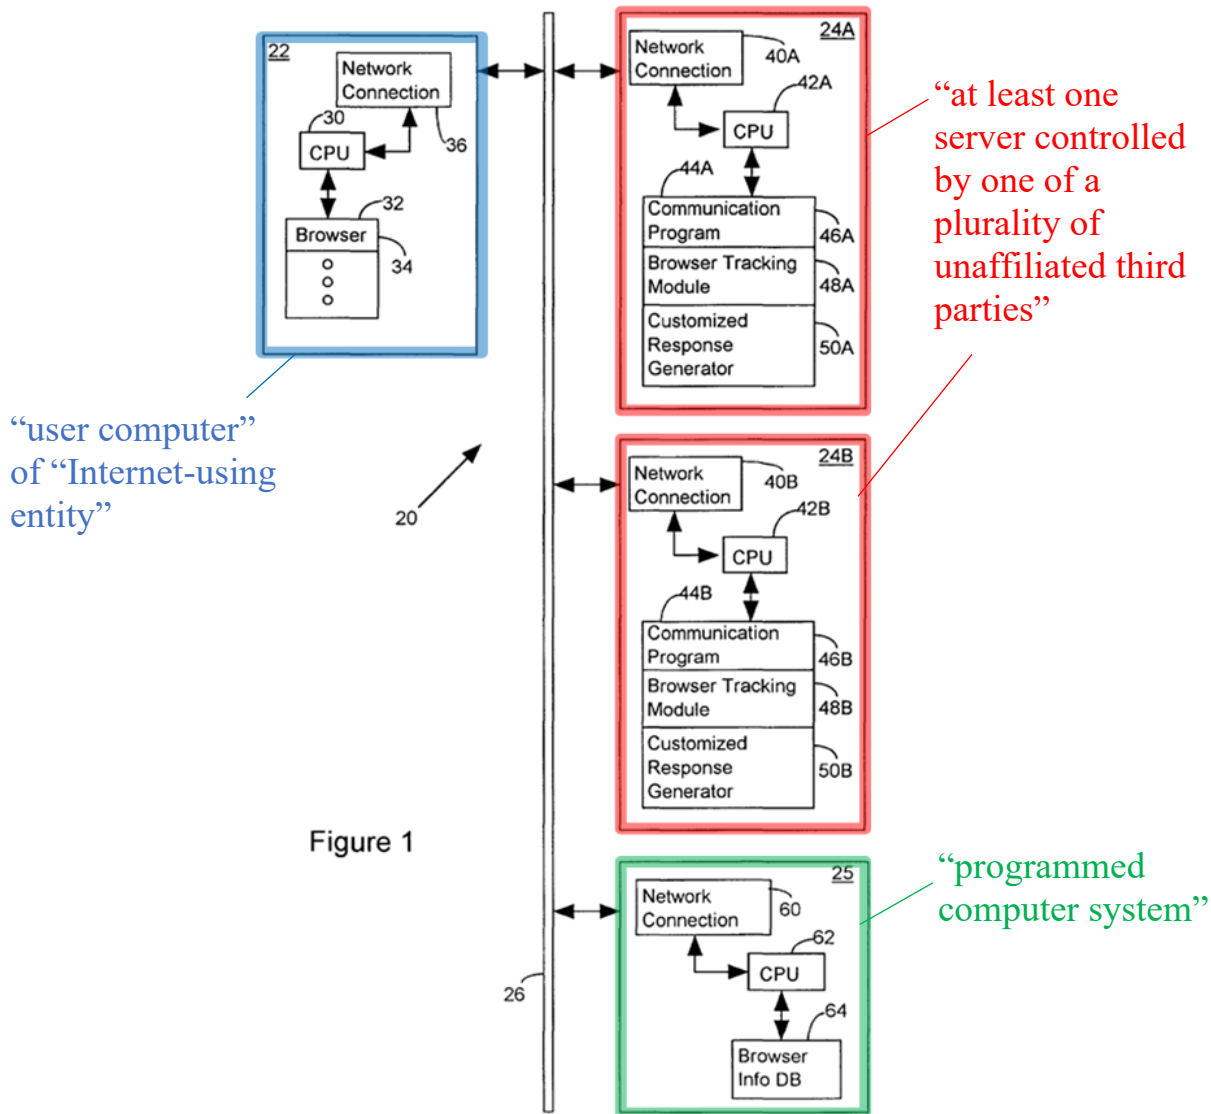 22
Network
Connection
36
30
CPU
32
Browser
34
“user computer”
of “Internet-using
entity”
20
Figure 1
26
24A
Network
Connection
40A
42A
CPU
44A
Communication
Program
46A
Browser Tracking
Module
48A
Customized
Response
Generator
50A
“at least one
server controlled
by one of a
plurality of
unaffiliated third
parties”
24B
Network
Connection
40B
42B
CPU
44B
Communication
Program
46B
Browser Tracking
Module
48B
Customized
Response
Generator
50B
25
Network
Connection
60
62
CPU
64
Browser
Info DB
“programmed
computer system”